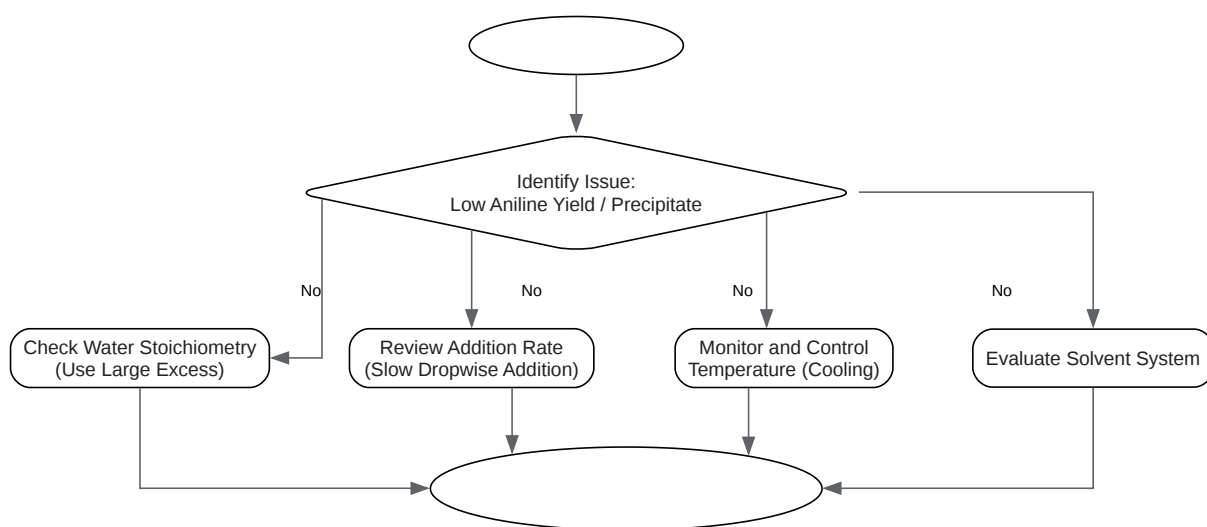 Identify Issue:
Low Aniline Yield / Precipitate
No
No
No
No
Check Water Stoichiometry
(Use Large Excess)
Review Addition Rate
(Slow Dropwise Addition)
Monitor and Control
Temperature (Cooling)
Evaluate Solvent System